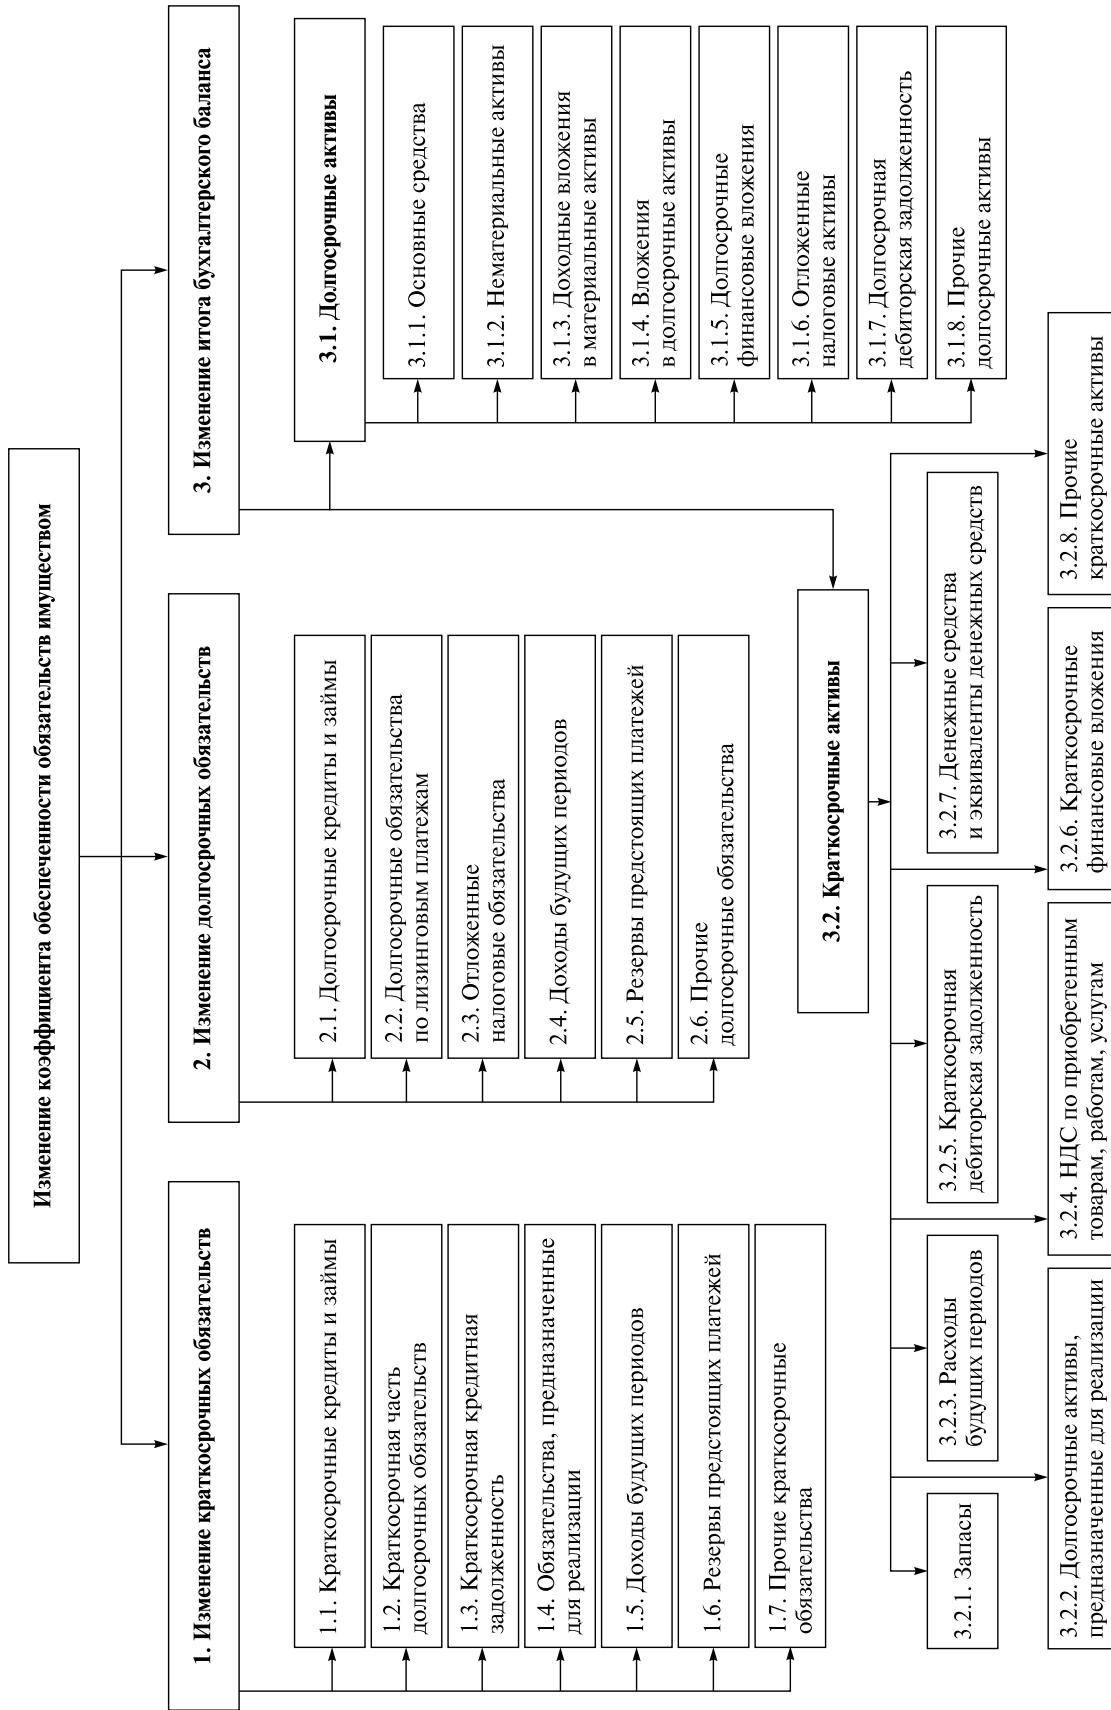 Изменение коэффициента обеспеченности обязательств имуществом
1. Изменение краткосрочных обязательств
1.1. Краткосрочные кредиты и займы
1.2. Краткосрочная часть
долгосрочных обязательств
1.3. Краткосрочная кредитная
задолженность
1.4. Обязательства, предназначенные
для реализации
1.5. Доходы будущих периодов
1.6. Резервы предстоящих платежей
1.7. Прочие краткосрочные
обязательства
2. Изменение долгосрочных обязательств
2.1. Долгосрочные кредиты и займы
2.2. Долгосрочные обязательства
по лизинговым платежам
2.3. Отложенные
налоговые обязательства
2.4. Доходы будущих периодов
2.5. Резервы предстоящих платежей
2.6. Прочие
долгосрочные обязательства
3. Изменение итога бухгалтерского баланса
3.1. Долгосрочные активы
3.1.1. Основные средства
3.1.2. Нематериальные активы
3.1.3. Доходные вложения
в материальные активы
3.1.4. Вложения
в долгосрочные активы
3.1.5. Долгосрочные
финансовые вложения
3.1.6. Отложенные
налоговые активы
3.1.7. Долгосрочная
дебиторская задолженность
3.1.8. Прочие
долгосрочные активы
3.2. Краткосрочные активы
3.2.1. Запасы
3.2.2. Долгосрочные активы,
предназначенные для реализации
3.2.3. Расходы
будущих периодов
3.2.4. НДС по приобретенным
товарам, работам, услугам
3.2.5. Краткосрочная
дебиторская задолженность
3.2.6. Краткосрочные
финансовые вложения
3.2.7. Денежные средства
и эквиваленты денежных средств
3.2.8. Прочие
краткосрочные активы